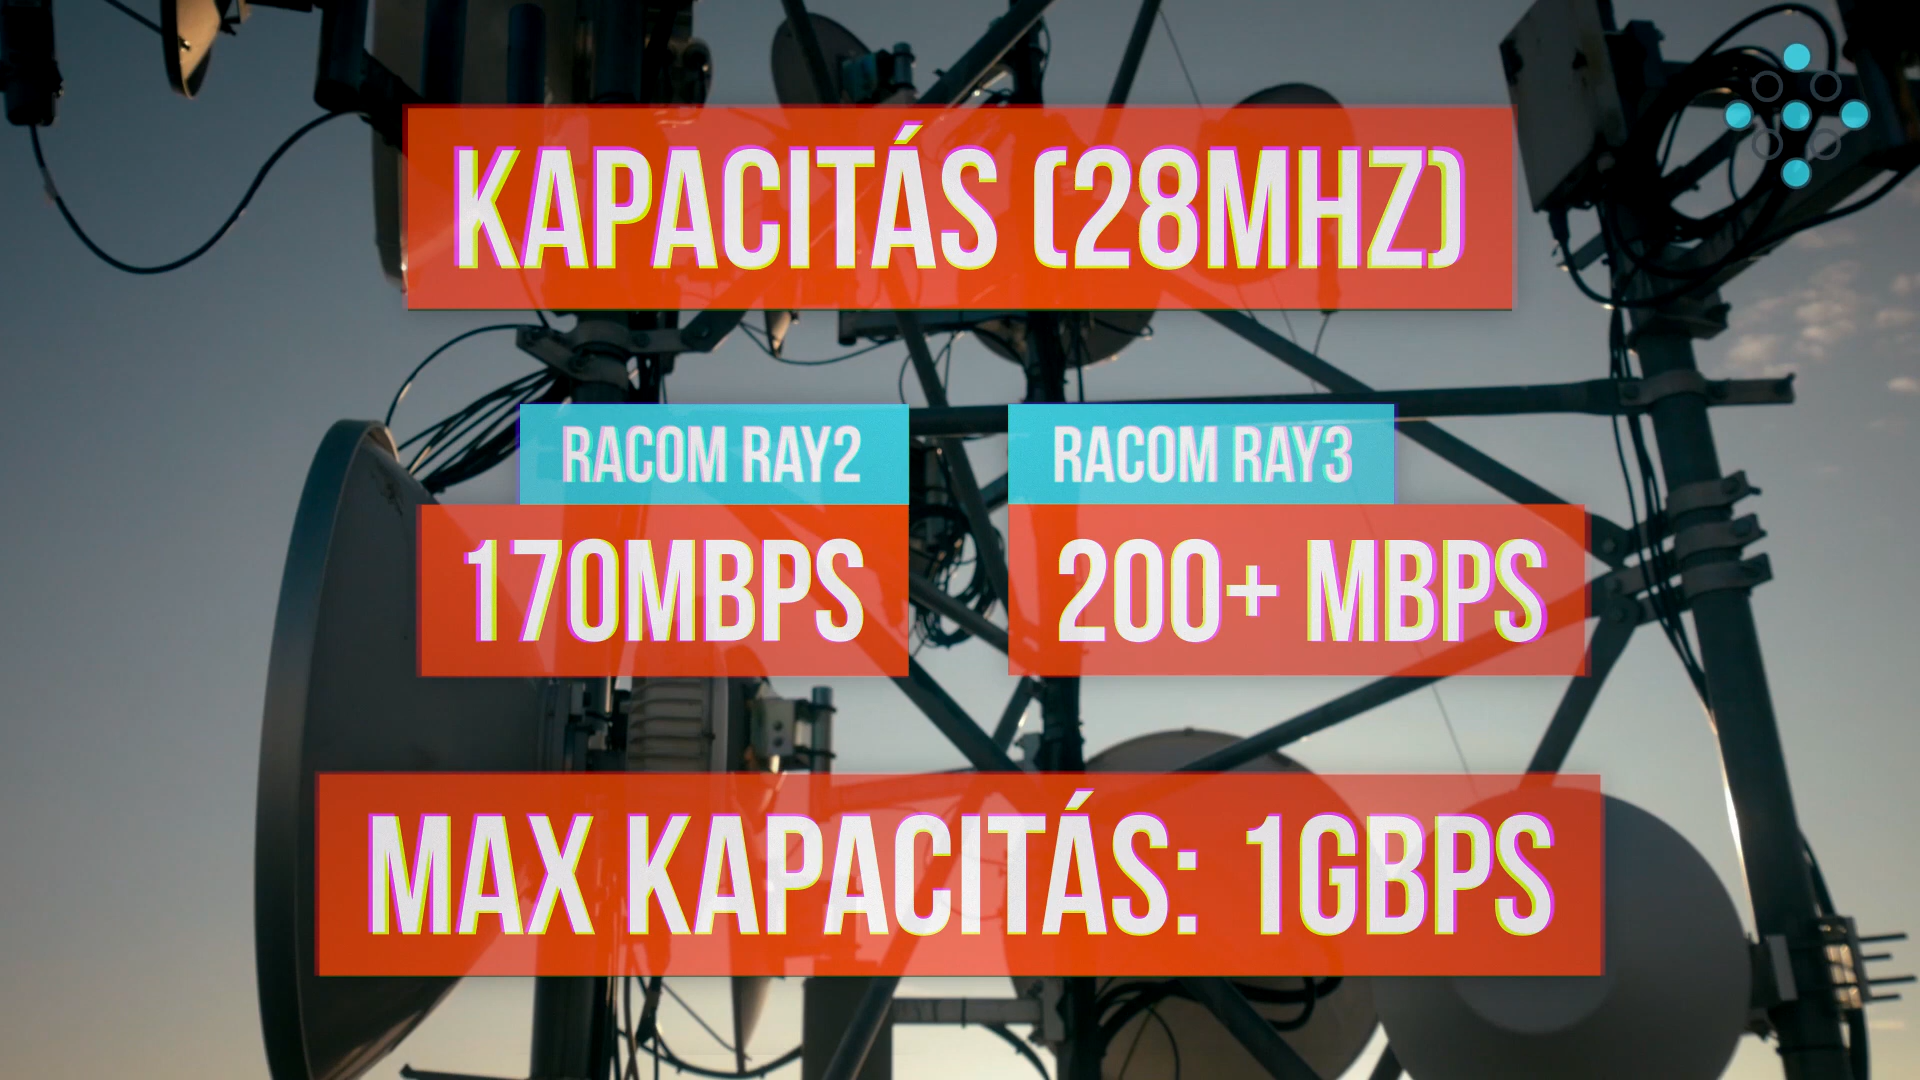 KAPACITÁS (28MHZ)
RACOM RAY2
RACOM RAY3
170MBPS
200+ MBPS
MAX KAPACITÁS: 1GBPS